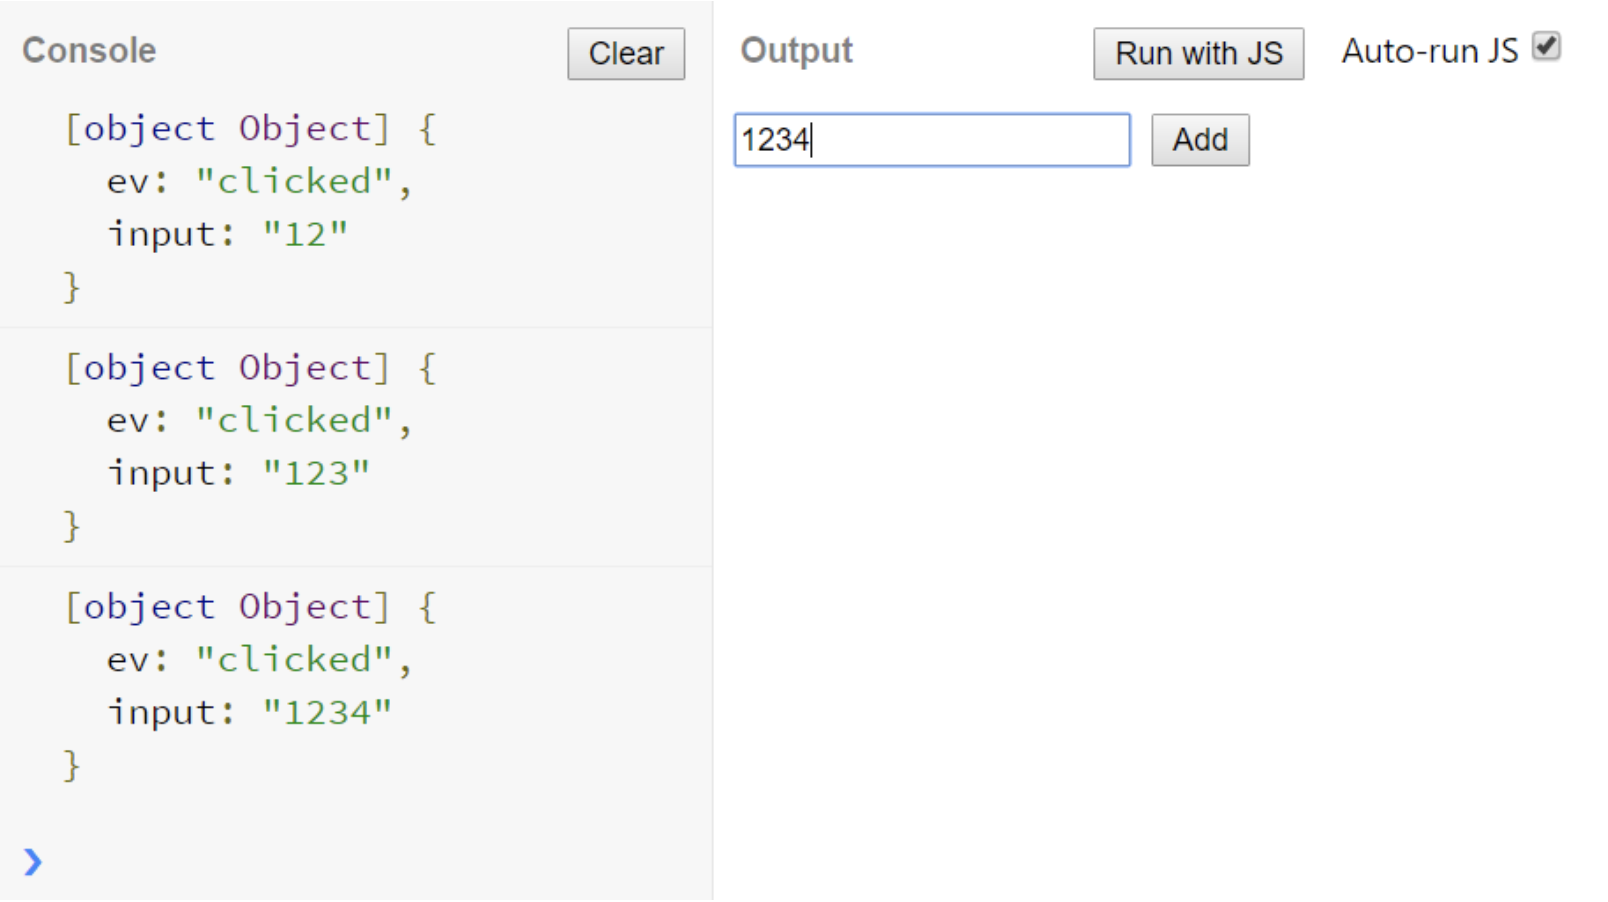 Console
Clear
[object Object] {
  ev: "clicked",
  input: "12"
}
[object Object] {
  ev: "clicked",
  input: "123"
}
[object Object] {
  ev: "clicked",
  input: "1234"
}
❯
Output
Run with JS
Auto-run JS
1234
Add